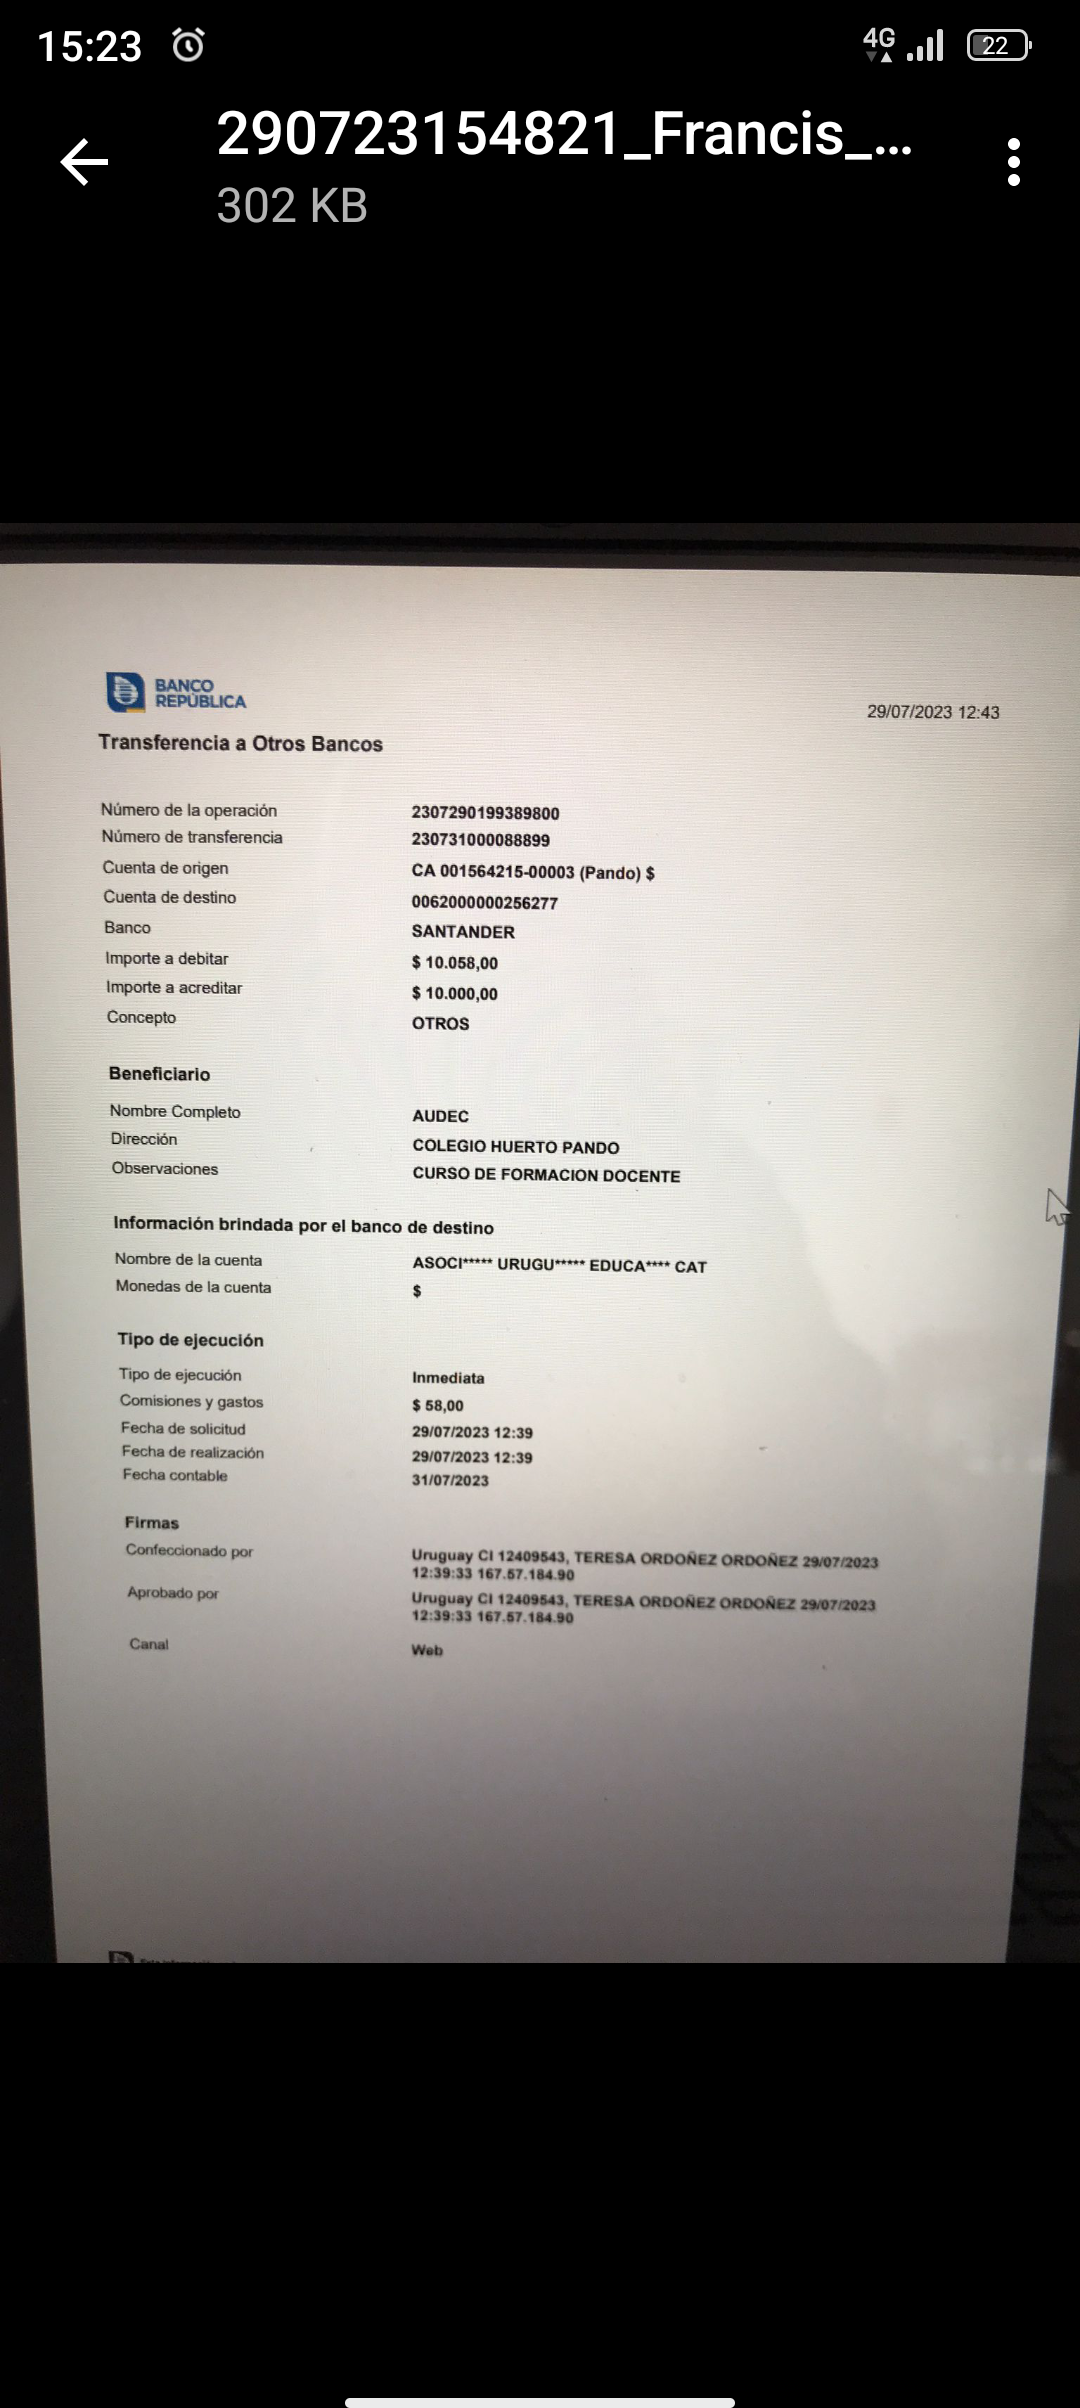 15:23 4G 22
290723154821_Francis_...
302 KB
BANCO
REPÚBLICA
29/07/2023 12:43
Transferencia a Otros Bancos
Número de la operación 2307290199389800
Número de transferencia 230731000088899
Cuenta de origen CA 001564215-00003 (Pando) $
Cuenta de destino 0062000000256277
Banco SANTANDER
Importe a debitar $ 10.058,00
Importe a acreditar $ 10.000,00
Concepto OTROS
Beneficiario
Nombre Completo AUDEC
Dirección COLEGIO HUERTO PANDO
Observaciones CURSO DE FORMACION DOCENTE
Información brindada por el banco de destino
Nombre de la cuenta ASOCI***** URUGU***** EDUCA**** CAT
Monedas de la cuenta $
Tipo de ejecución
Tipo de ejecución Inmediata
Comisiones y gastos $ 58,00
Fecha de solicitud 29/07/2023 12:39
Fecha de realización 29/07/2023 12:39
Fecha contable 31/07/2023
Firmas
Confeccionado por Uruguay CI 12409543, TERESA ORDOÑEZ ORDOÑEZ 29/07/2023
12:39:33 167.57.184.90
Aprobado por Uruguay CI 12409543, TERESA ORDOÑEZ ORDOÑEZ 29/07/2023
12:39:33 167.57.184.90
Canal Web